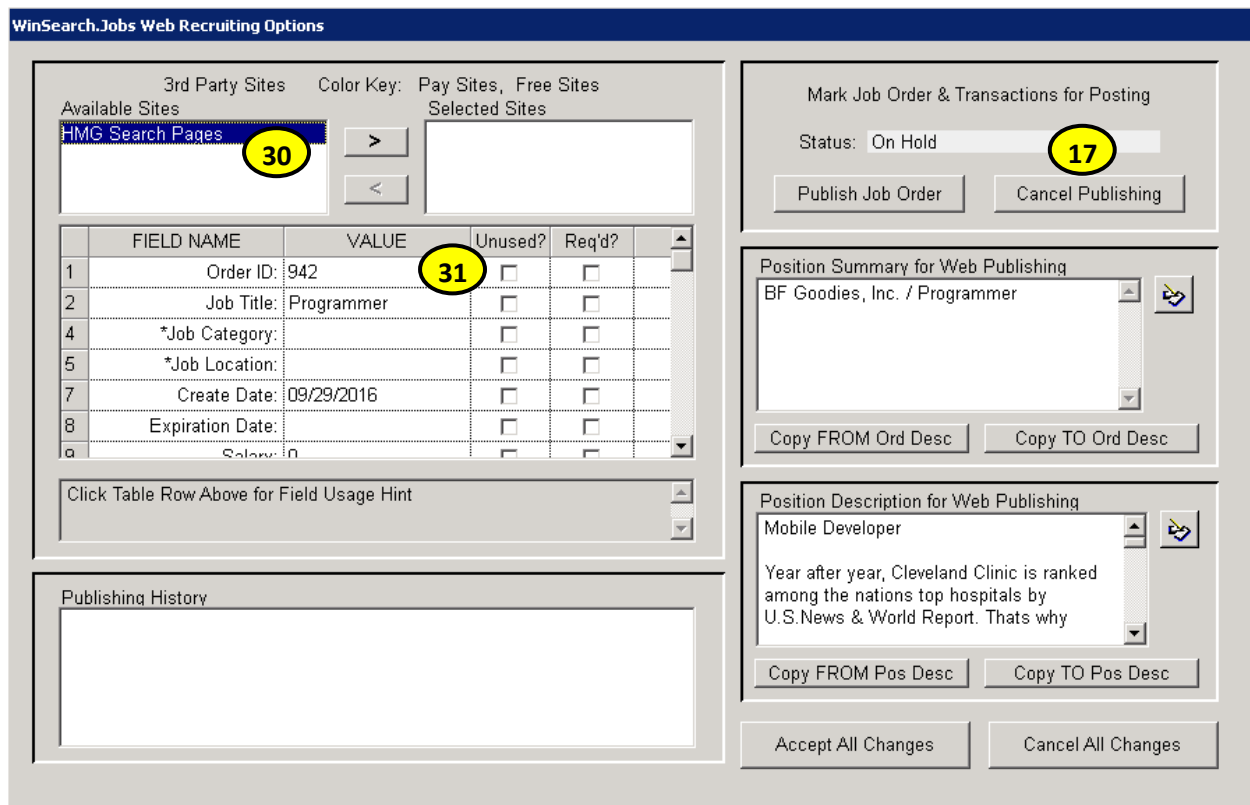 WinSearch.Jobs Web Recruiting Options
3rd Party Sites Color Key: Pay Sites, Free Sites
Available Sites Selected Sites
HMG Search Pages
30
>
<
FIELD NAME VALUE Unused? Req'd?
31
1 Order ID: 942
2 Job Title: Programmer
4 *Job Category:
5 *Job Location:
7 Create Date: 09/29/2016
8 Expiration Date:
9 Salary: 0
Click Table Row Above for Field Usage Hint
Publishing History
Mark Job Order & Transactions for Posting
Status: On Hold
17
Publish Job Order Cancel Publishing
Position Summary for Web Publishing
BF Goodies, Inc. / Programmer
Copy FROM Ord Desc Copy TO Ord Desc
Position Description for Web Publishing
Mobile Developer
Year after year, Cleveland Clinic is ranked
among the nations top hospitals by
U.S.News & World Report. Thats why
Copy FROM Pos Desc Copy TO Pos Desc
Accept All Changes Cancel All Changes